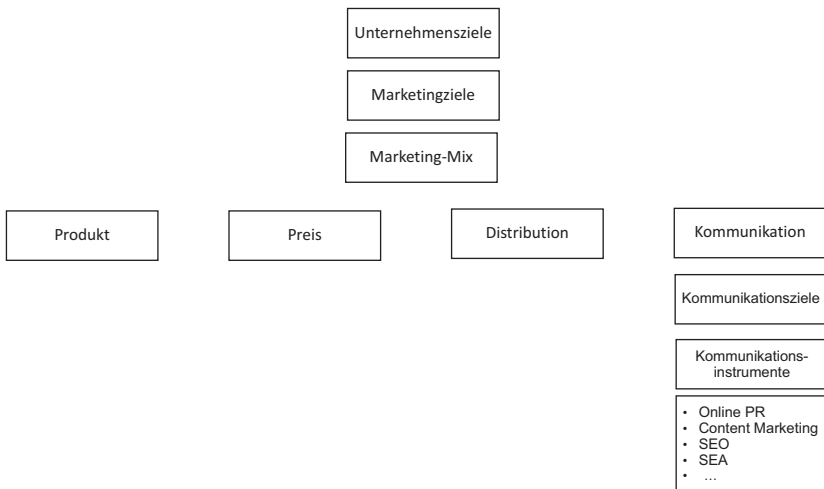 Unternehmensziele
Marketingziele
Marketing-Mix
Produkt
Preis
Distribution
Kommunikation
Kommunikationsziele
Kommunikations-
instrumente
• Online PR
• Content Marketing
• SEO
• SEA
• ...